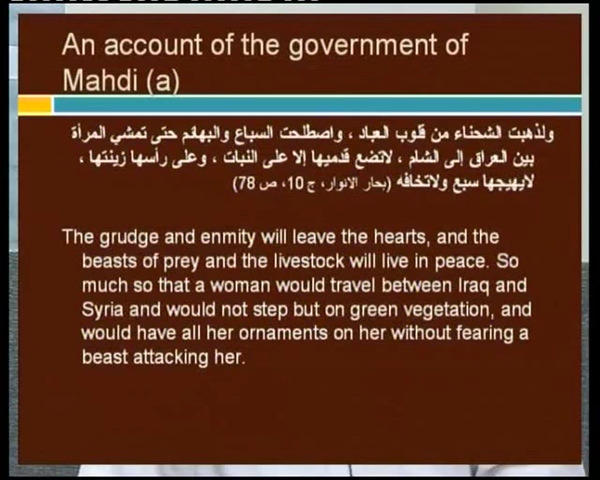 An account of the government of
Mahdi (a)
ولذهبت الشحناء من قلوب العباد ، واصطلحت السباع والبهائم حتى تمشي المرأة
بين العراق إلى الشام ، لاتضع قدميها إلا على النبات ، وعلى رأسها زينتها ،
لايهيجها سبع ولاتخافه (بحار الانوار، ج 10، ص 78)
The grudge and enmity will leave the hearts, and the
beasts of prey and the livestock will live in peace. So
much so that a woman would travel between Iraq and
Syria and would not step but on green vegetation, and
would have all her ornaments on her without fearing a
beast attacking her.